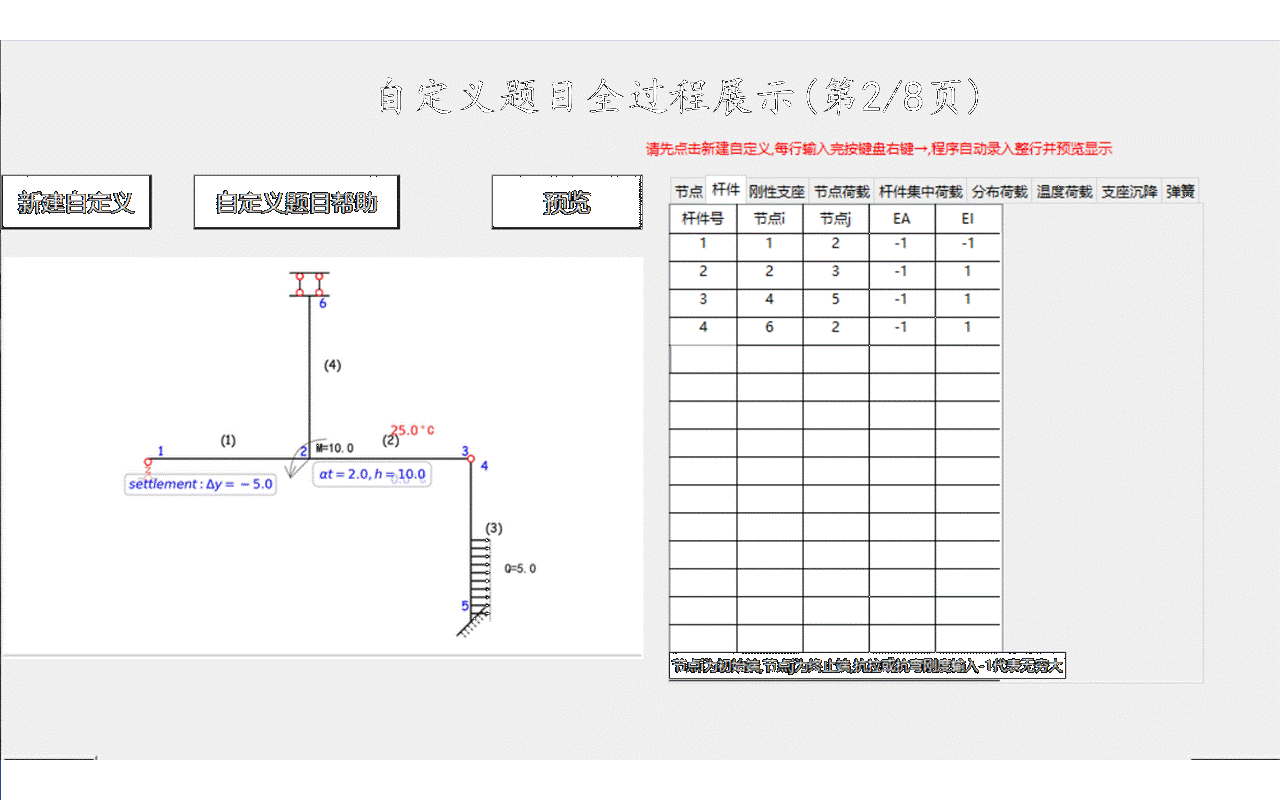 自定义题目全过程展示(第2/8页)
请先点击新建自定义,每行输入完按键盘右键→,程序自动录入整行并预览显示
新建自定义 自定义题目帮助 预览
节点 杆件 刚性支座 节点荷载 杆件集中荷载 分布荷载 温度荷载 支座沉降 弹簧
杆件号 节点i 节点j EA EI
1 1 2 -1 -1
2 2 3 -1 1
3 4 5 -1 1
4 6 2 -1 1
6
(4)
25.0°C
(1) (2)
1 2 M=10.0 3
4
settlement: Δy = −5.0
αt = 2.0, h = 10.0
(3)
Q=5.0
5
节点i为初始端,节点j为终止端,抗拉或抗弯刚度输入-1代表无穷大